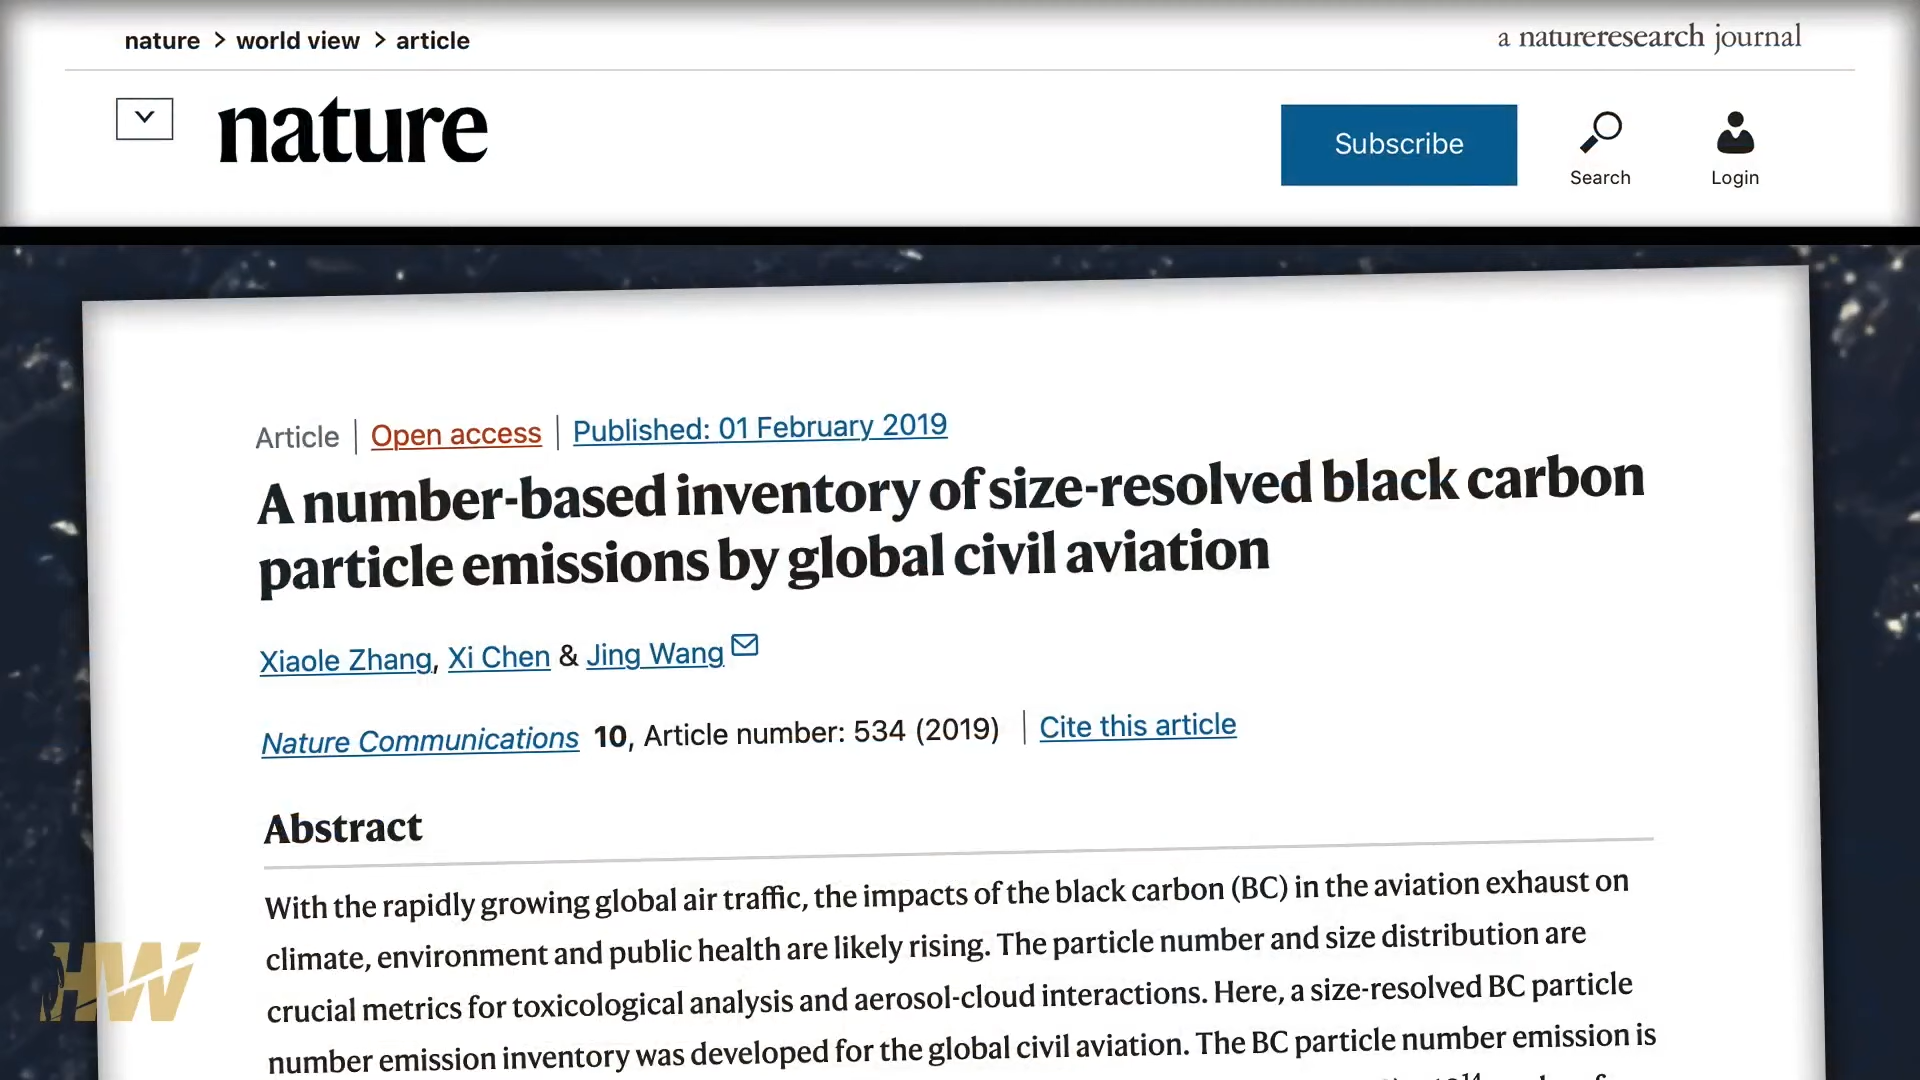 nature > world view > article
a natureresearch journal
nature
Subscribe
Search
Login
Article | Open access | Published: 01 February 2019
A number-based inventory of size-resolved black carbon
particle emissions by global civil aviation
Xiaole Zhang, Xi Chen & Jing Wang
Nature Communications 10, Article number: 534 (2019) | Cite this article
Abstract
With the rapidly growing global air traffic, the impacts of the black carbon (BC) in the aviation exhaust on
climate, environment and public health are likely rising. The particle number and size distribution are
crucial metrics for toxicological analysis and aerosol-cloud interactions. Here, a size-resolved BC particle
number emission inventory was developed for the global civil aviation. The BC particle number emission is
HW